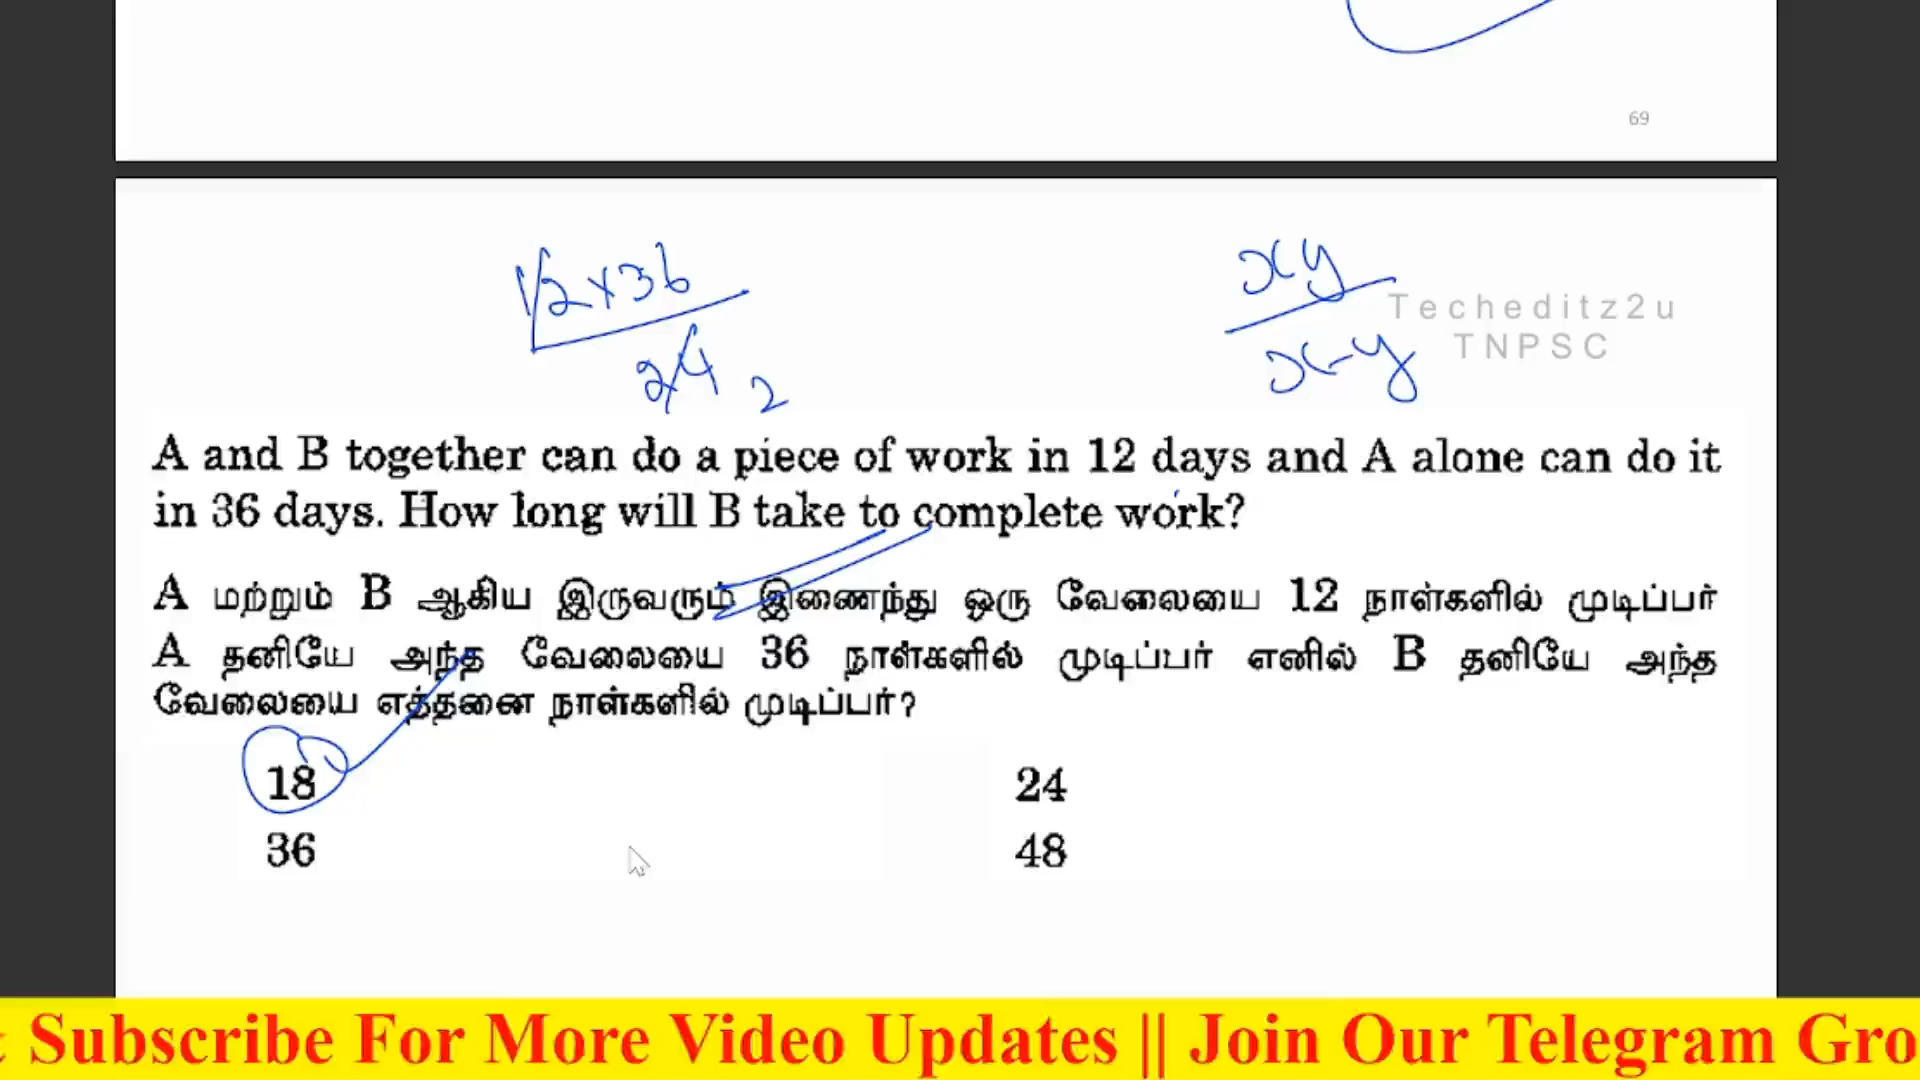 69
12x36
24 2
xy
x-y
Techeditz2u
TNPSC
A and B together can do a piece of work in 12 days and A alone can do it
in 36 days. How long will B take to complete work?
A மற்றும் B ஆகிய இருவரும் இணைந்து ஒரு வேலையை 12 நாள்களில் முடிப்பர்
A தனியே அந்த வேலையை 36 நாள்களில் முடிப்பர் எனில் B தனியே அந்த
வேலையை எத்தனை நாள்களில் முடிப்பர்?
18 24
36 48
Subscribe For More Video Updates || Join Our Telegram Gro